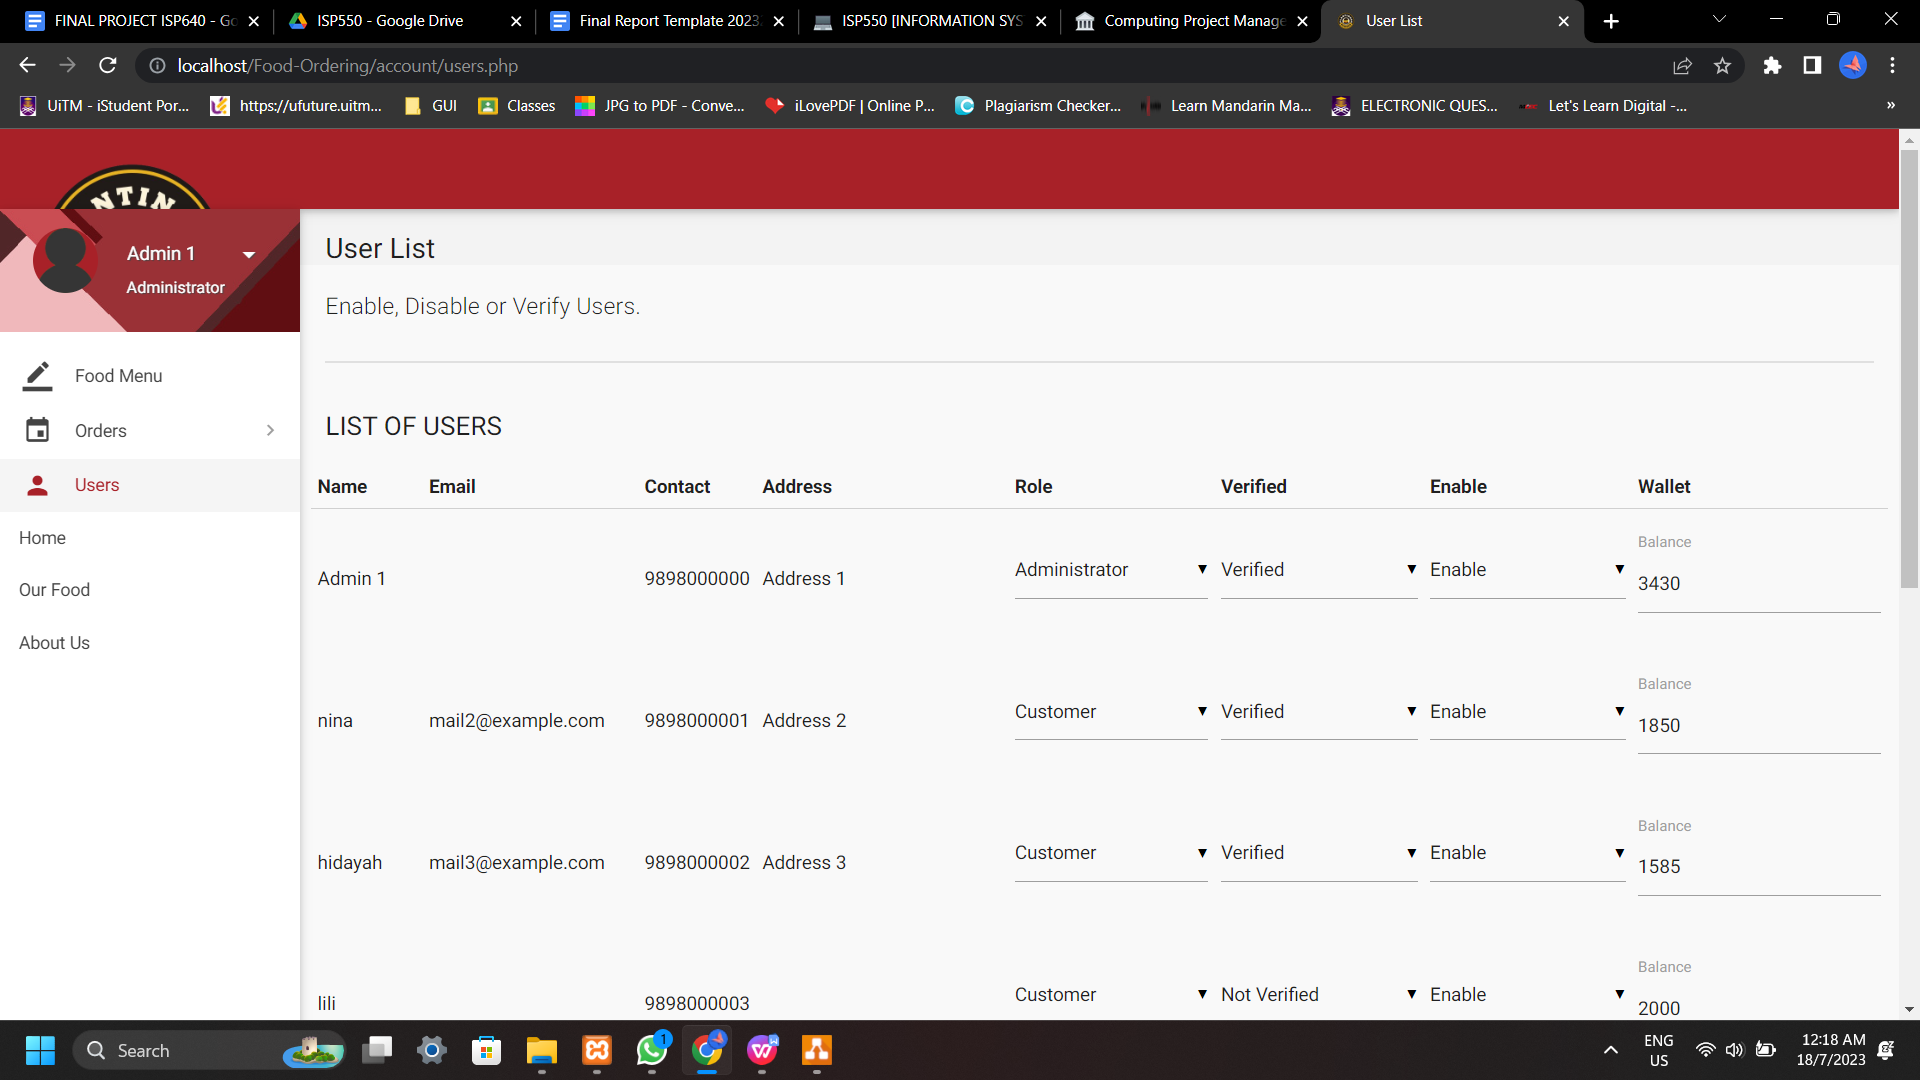 FINAL PROJECT ISP640 - Go
ISP550 - Google Drive
Final Report Template 2023
ISP550 [INFORMATION SYS
Computing Project Manage
User List
localhost/Food-Ordering/account/users.php
UiTM - iStudent Por...
https://ufuture.uitm...
GUI
Classes
JPG to PDF - Conve...
iLovePDF | Online P...
Plagiarism Checker...
Learn Mandarin Ma...
ELECTRONIC QUES...
Let's Learn Digital -...
»
NTIN
Admin 1
Administrator
Food Menu
Orders
Users
Home
Our Food
About Us
User List
Enable, Disable or Verify Users.
LIST OF USERS
Name Email Contact Address Role Verified Enable Wallet
Balance
Admin 1 9898000000 Address 1 Administrator Verified Enable 3430
Balance
nina mail2@example.com 9898000001 Address 2 Customer Verified Enable 1850
Balance
hidayah mail3@example.com 9898000002 Address 3 Customer Verified Enable 1585
Balance
lili 9898000003 Customer Not Verified Enable 2000
Search
1
ENG
US
12:18 AM
18/7/2023